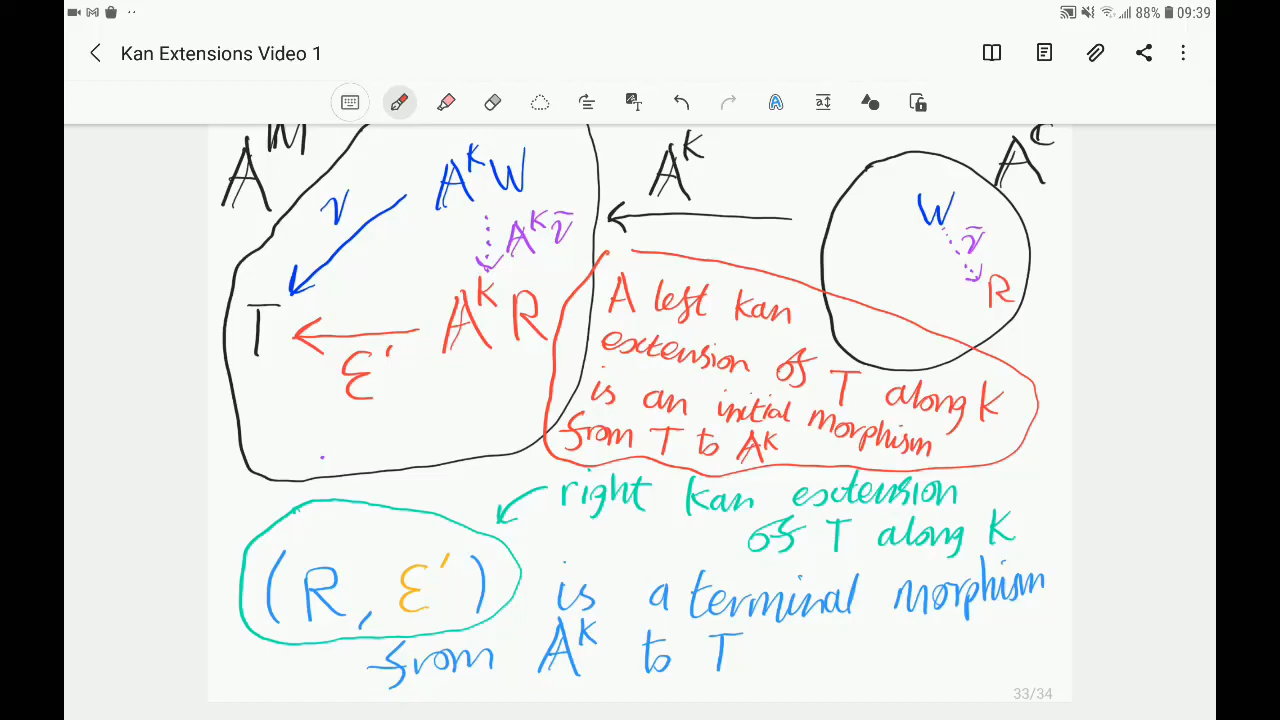 88% 09:39
Kan Extensions Video 1
𝔸^M
𝔸^K W
𝔸^K
𝔸^ℂ
ν
W
𝔸^K ν̄
ν̄
T
𝔸^K R
R
ε'
A left kan
extension of T along K
is an initial morphism
from T to 𝔸^K
right kan extension
of T along K
(R, ε') is a terminal morphism
from 𝔸^K to T
33/34